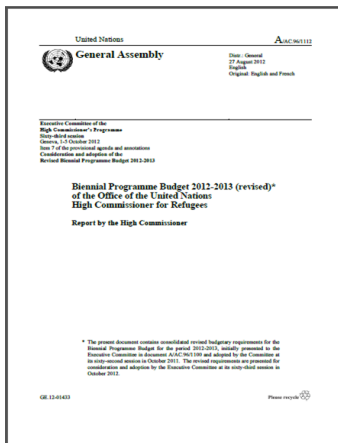 United Nations A/AC.96/1112
General Assembly
Distr.: General
27 August 2012
English
Original: English and French
Executive Committee of the
High Commissioner's Programme
Sixty-third session
Geneva, 1-5 October 2012
Item 7 of the provisional agenda and annotations
Consideration and adoption of the
Revised Biennial Programme Budget 2012-2013
Biennial Programme Budget 2012-2013 (revised)*
of the Office of the United Nations
High Commissioner for Refugees
Report by the High Commissioner
* The present document contains consolidated revised budgetary requirements for the
Biennial Programme Budget for the period 2012-2013, initially presented to the
Executive Committee in document A/AC.96/1100 and adopted by the Committee at
its sixty-second session in October 2011. The revised requirements are presented for
consideration and adoption by the Executive Committee at its sixty-third session in
October 2012.
GE.12-01453 Please recycle